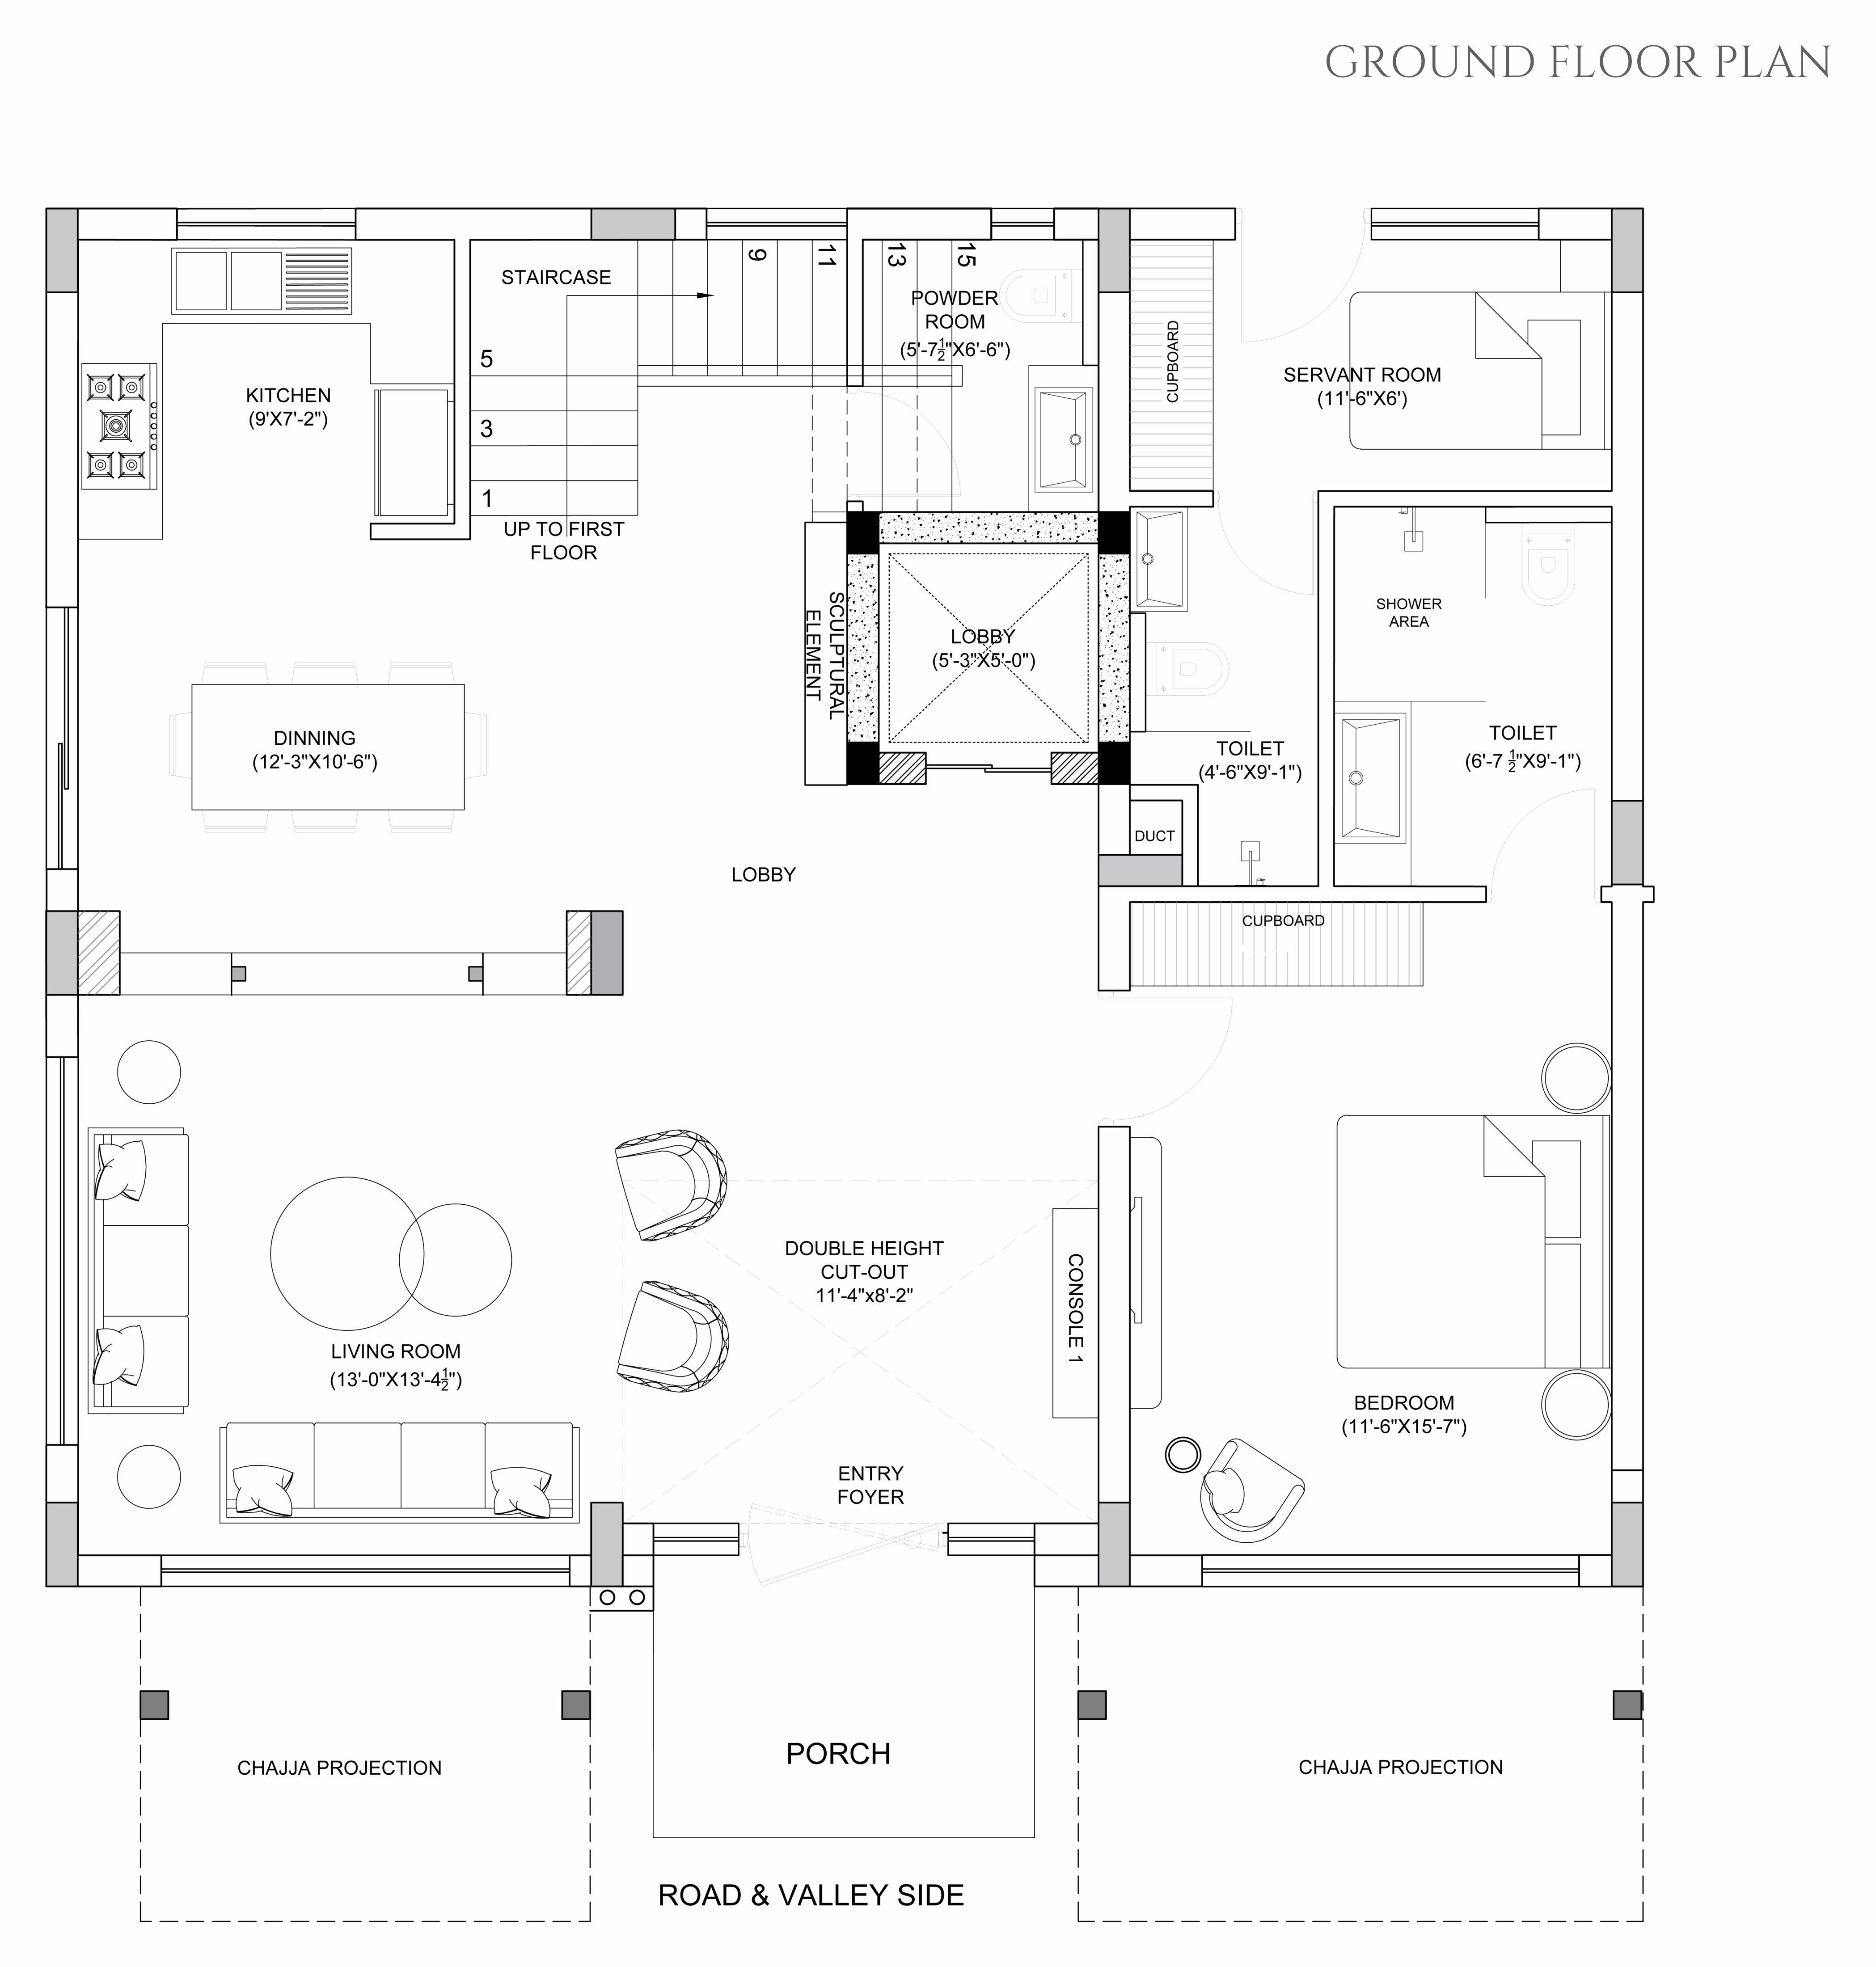 GROUND FLOOR PLAN
STAIRCASE
9
11
13
15
POWDER
ROOM
(5'-7½"X6'-6")
5
3
1
UP TO FIRST
FLOOR
KITCHEN
(9'X7'-2")
CUPBOARD
SERVANT ROOM
(11'-6"X6')
SCULPTURAL
ELEMENT
LOBBY
(5'-3"X5'-0")
SHOWER
AREA
DINNING
(12'-3"X10'-6")
TOILET
(4'-6"X9'-1")
TOILET
(6'-7 ½"X9'-1")
DUCT
LOBBY
CUPBOARD
DOUBLE HEIGHT
CUT-OUT
11'-4"x8'-2"
CONSOLE 1
LIVING ROOM
(13'-0"X13'-4½")
BEDROOM
(11'-6"X15'-7")
ENTRY
FOYER
PORCH
CHAJJA PROJECTION
CHAJJA PROJECTION
ROAD & VALLEY SIDE